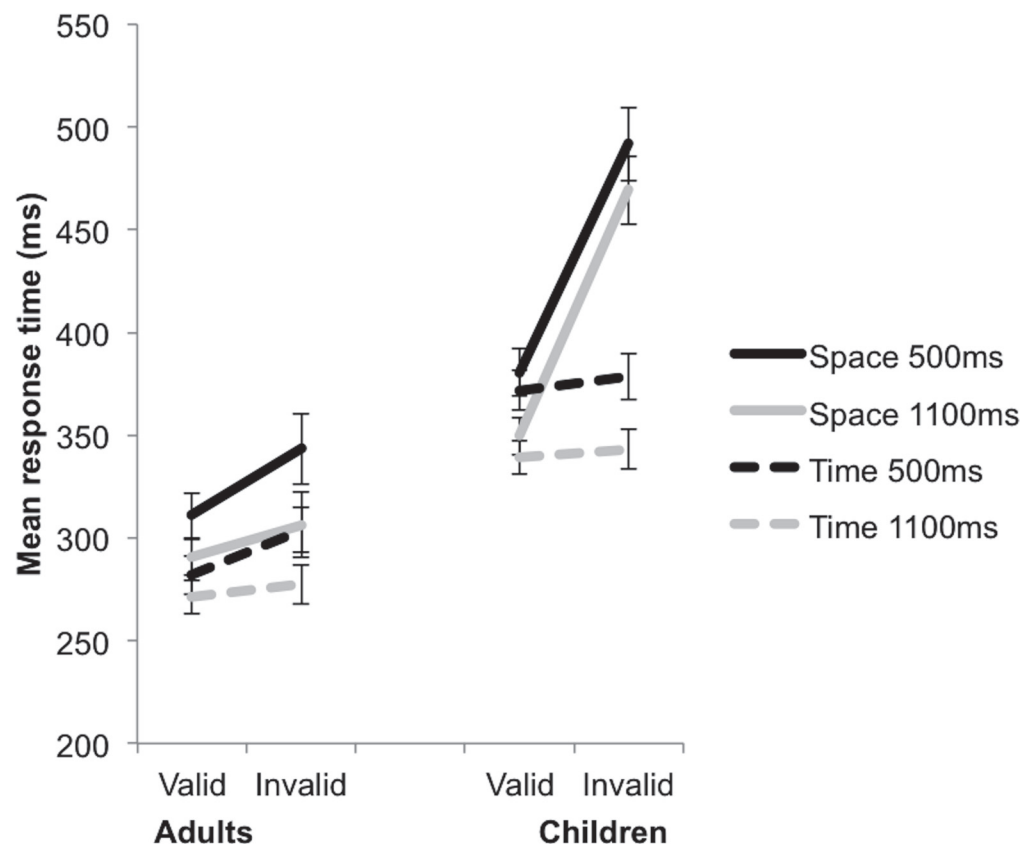 Mean response time (ms)
550
500
450
400
350
300
250
200
Valid Invalid Valid Invalid
Adults Children
Space 500ms
Space 1100ms
Time 500ms
Time 1100ms